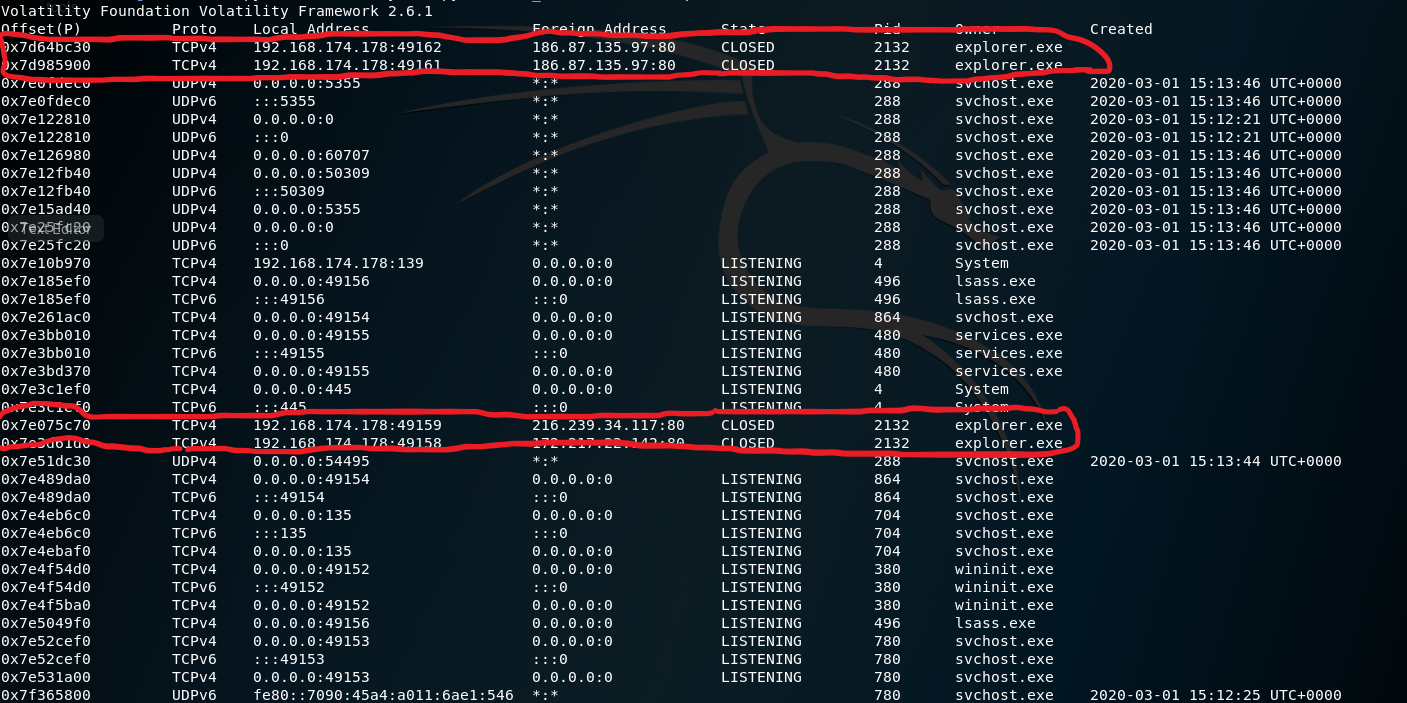 Volatility Foundation Volatility Framework 2.6.1
Offset(P) Proto Local Address Foreign Address State Pid Owner Created
0x7d64bc30 TCPv4 192.168.174.178:49162 186.87.135.97:80 CLOSED 2132 explorer.exe
0x7d985900 TCPv4 192.168.174.178:49161 186.87.135.97:80 CLOSED 2132 explorer.exe
0x7e0fdec0 UDPv4 0.0.0.0:5355 *:* 288 svchost.exe 2020-03-01 15:13:46 UTC+0000
0x7e0fdec0 UDPv6 :::5355 *:* 288 svchost.exe 2020-03-01 15:13:46 UTC+0000
0x7e122810 UDPv4 0.0.0.0:0 *:* 288 svchost.exe 2020-03-01 15:12:21 UTC+0000
0x7e122810 UDPv6 :::0 *:* 288 svchost.exe 2020-03-01 15:12:21 UTC+0000
0x7e126980 UDPv4 0.0.0.0:60707 *:* 288 svchost.exe 2020-03-01 15:13:46 UTC+0000
0x7e12fb40 UDPv4 0.0.0.0:50309 *:* 288 svchost.exe 2020-03-01 15:13:46 UTC+0000
0x7e12fb40 UDPv6 :::50309 *:* 288 svchost.exe 2020-03-01 15:13:46 UTC+0000
0x7e15ad40 UDPv4 0.0.0.0:5355 *:* 288 svchost.exe 2020-03-01 15:13:46 UTC+0000
0x7e25fc20 UDPv4 0.0.0.0:0 *:* 288 svchost.exe 2020-03-01 15:13:46 UTC+0000
Text Editor
0x7e25fc20 UDPv6 :::0 *:* 288 svchost.exe 2020-03-01 15:13:46 UTC+0000
0x7e10b970 TCPv4 192.168.174.178:139 0.0.0.0:0 LISTENING 4 System
0x7e185ef0 TCPv4 0.0.0.0:49156 0.0.0.0:0 LISTENING 496 lsass.exe
0x7e185ef0 TCPv6 :::49156 :::0 LISTENING 496 lsass.exe
0x7e261ac0 TCPv4 0.0.0.0:49154 0.0.0.0:0 LISTENING 864 svchost.exe
0x7e3bb010 TCPv4 0.0.0.0:49155 0.0.0.0:0 LISTENING 480 services.exe
0x7e3bb010 TCPv6 :::49155 :::0 LISTENING 480 services.exe
0x7e3bd370 TCPv4 0.0.0.0:49155 0.0.0.0:0 LISTENING 480 services.exe
0x7e3c1ef0 TCPv4 0.0.0.0:445 0.0.0.0:0 LISTENING 4 System
0x7e3c1ef0 TCPv6 :::445 :::0 LISTENING 4 System
0x7e075c70 TCPv4 192.168.174.178:49159 216.239.34.117:80 CLOSED 2132 explorer.exe
TCPv4 192.168.174.178:49158 172.217.22.142:80 CLOSED 2132 explorer.exe
0x7e51dc30 UDPv4 0.0.0.0:54495 *:* 288 svchost.exe 2020-03-01 15:13:44 UTC+0000
0x7e489da0 TCPv4 0.0.0.0:49154 0.0.0.0:0 LISTENING 864 svchost.exe
0x7e489da0 TCPv6 :::49154 :::0 LISTENING 864 svchost.exe
0x7e4eb6c0 TCPv4 0.0.0.0:135 0.0.0.0:0 LISTENING 704 svchost.exe
0x7e4eb6c0 TCPv6 :::135 :::0 LISTENING 704 svchost.exe
0x7e4ebaf0 TCPv4 0.0.0.0:135 0.0.0.0:0 LISTENING 704 svchost.exe
0x7e4f54d0 TCPv4 0.0.0.0:49152 0.0.0.0:0 LISTENING 380 wininit.exe
0x7e4f54d0 TCPv6 :::49152 :::0 LISTENING 380 wininit.exe
0x7e4f5ba0 TCPv4 0.0.0.0:49152 0.0.0.0:0 LISTENING 380 wininit.exe
0x7e5049f0 TCPv4 0.0.0.0:49156 0.0.0.0:0 LISTENING 496 lsass.exe
0x7e52cef0 TCPv4 0.0.0.0:49153 0.0.0.0:0 LISTENING 780 svchost.exe
0x7e52cef0 TCPv6 :::49153 :::0 LISTENING 780 svchost.exe
0x7e531a00 TCPv4 0.0.0.0:49153 0.0.0.0:0 LISTENING 780 svchost.exe
0x7f365800 UDPv6 fe80::7090:45a4:a011:6ae1:546 *:* 780 svchost.exe 2020-03-01 15:12:25 UTC+0000